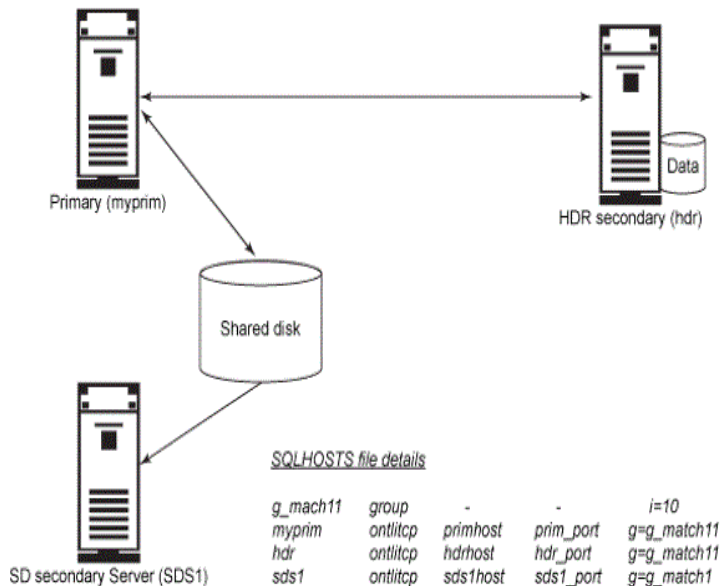 Primary (myprim)
Data
HDR secondary (hdr)
Shared disk
SD secondary Server (SDS1)
SQLHOSTS file details
g_mach11 group - - i=10
myprim ontlitcp primhost prim_port g=g_match11
hdr ontlitcp hdrhost hdr_port g=g_match11
sds1 ontlitcp sds1host sds1_port g=g_match1